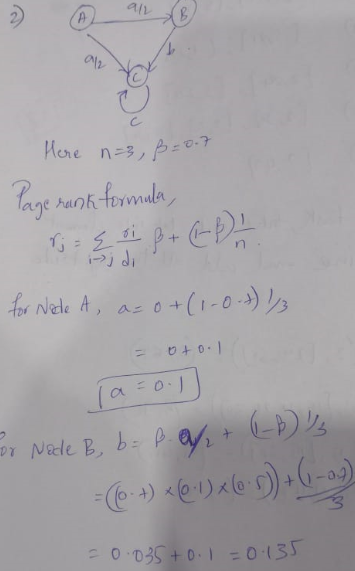 2)
A a/2 B
a/2 b
C
c
Here n=3, β=0.7
Page rank formula,
rj = Σ i→j ri/di β + (1-β) 1/n.
for Node A, a = 0 + (1-0.7) 1/3
= 0+0.1
a = 0.1
or Node B, b = β. a/2 + (1-β) 1/3
= ((0.7) × (0.1) × (0.5)) + (1-0.7)/3
= 0.035 + 0.1 = 0.135